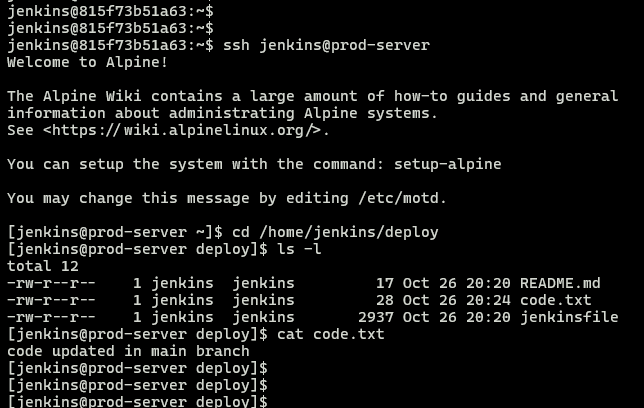 jenkins@815f73b51a63:~$
jenkins@815f73b51a63:~$
jenkins@815f73b51a63:~$ ssh jenkins@prod-server
Welcome to Alpine!
The Alpine Wiki contains a large amount of how-to guides and general
information about administrating Alpine systems.
See <https://wiki.alpinelinux.org/>.
You can setup the system with the command: setup-alpine
You may change this message by editing /etc/motd.
[jenkins@prod-server ~]$ cd /home/jenkins/deploy
[jenkins@prod-server deploy]$ ls -l
total 12
-rw-r--r--    1 jenkins  jenkins         17 Oct 26 20:20 README.md
-rw-r--r--    1 jenkins  jenkins         28 Oct 26 20:24 code.txt
-rw-r--r--    1 jenkins  jenkins       2937 Oct 26 20:20 jenkinsfile
[jenkins@prod-server deploy]$ cat code.txt
code updated in main branch
[jenkins@prod-server deploy]$
[jenkins@prod-server deploy]$
[jenkins@prod-server deploy]$